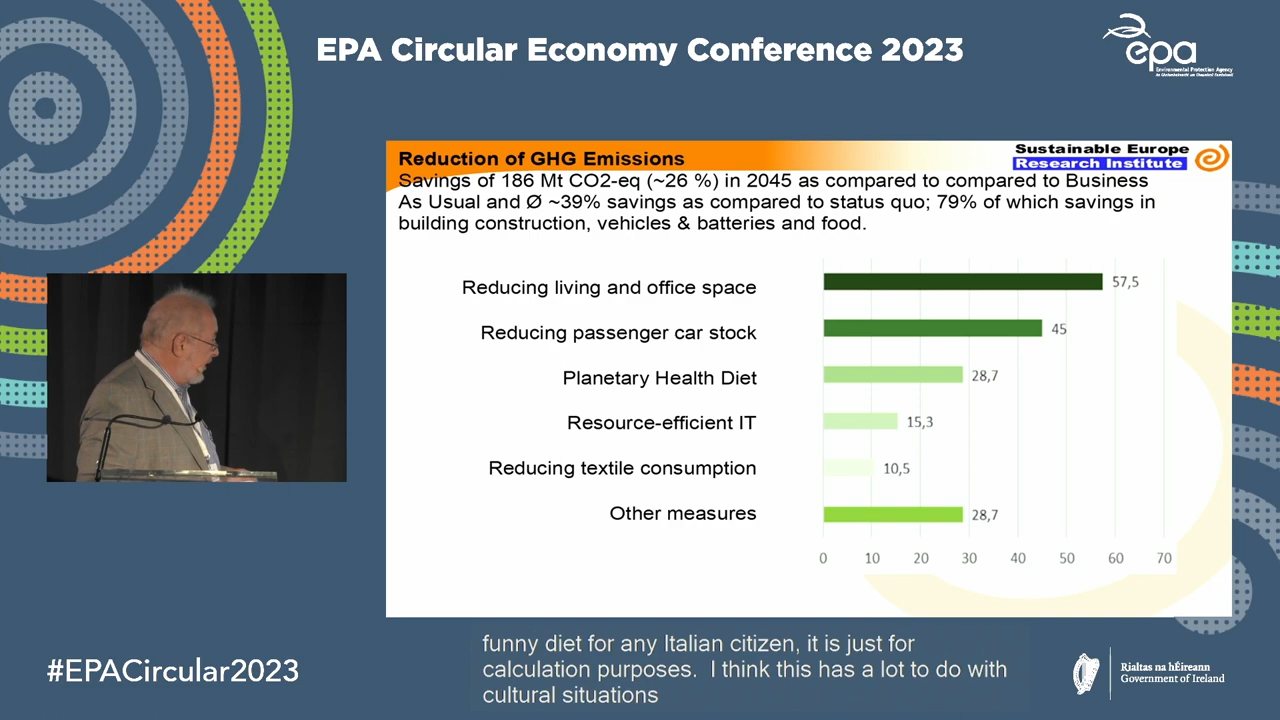 EPA Circular Economy Conference 2023
epa
Environmental Protection Agency
Sustainable Europe
Research Institute
Reduction of GHG Emissions
Savings of 186 Mt CO2-eq (~26 %) in 2045 as compared to compared to Business
As Usual and Ø ~39% savings as compared to status quo; 79% of which savings in
building construction, vehicles & batteries and food.
Reducing living and office space 57,5
Reducing passenger car stock 45
Planetary Health Diet 28,7
Resource-efficient IT 15,3
Reducing textile consumption 10,5
Other measures 28,7
0 10 20 30 40 50 60 70
funny diet for any Italian citizen, it is just for
calculation purposes. I think this has a lot to do with
cultural situations
#EPACircular2023
Rialtas na hÉireann
Government of Ireland